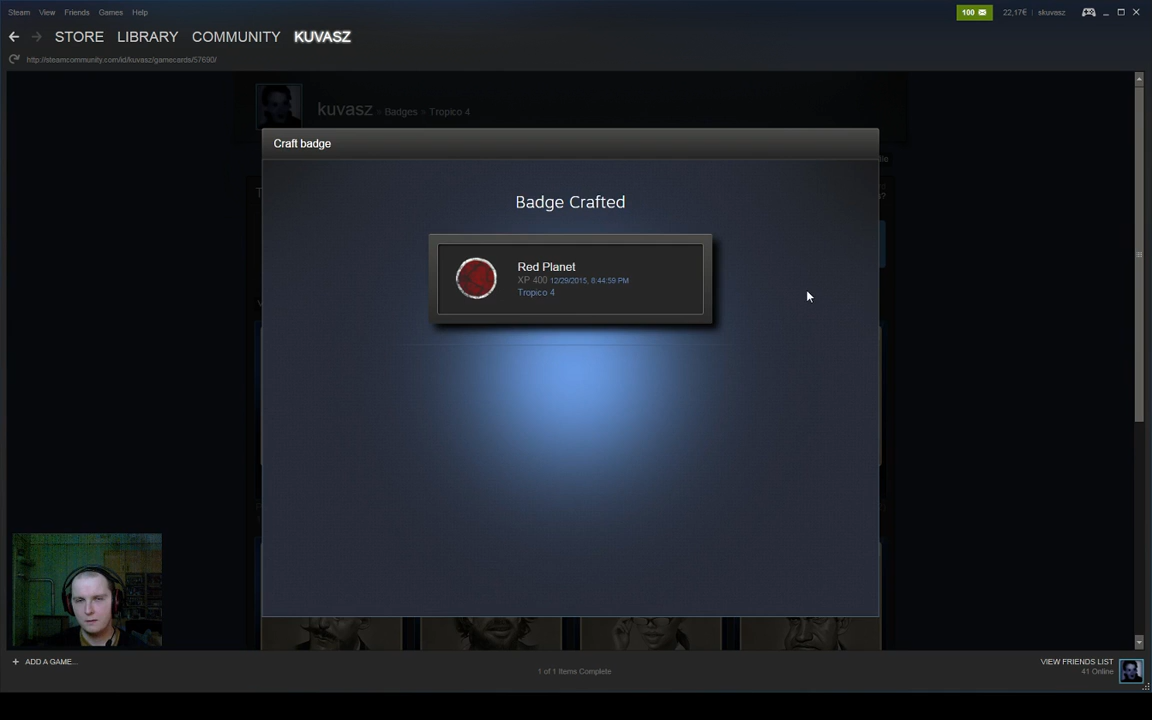 Steam View Friends Games Help
100 22,17€ skuvasz
STORE LIBRARY COMMUNITY KUVASZ
http://steamcommunity.com/id/kuvasz/gamecards/57690/
kuvasz Badges Tropico 4
Craft badge
Badge Crafted
Red Planet
XP 400 12/29/2015, 8:44:59 PM
Tropico 4
+ ADD A GAME...
1 of 1 Items Complete
VIEW FRIENDS LIST
41 Online